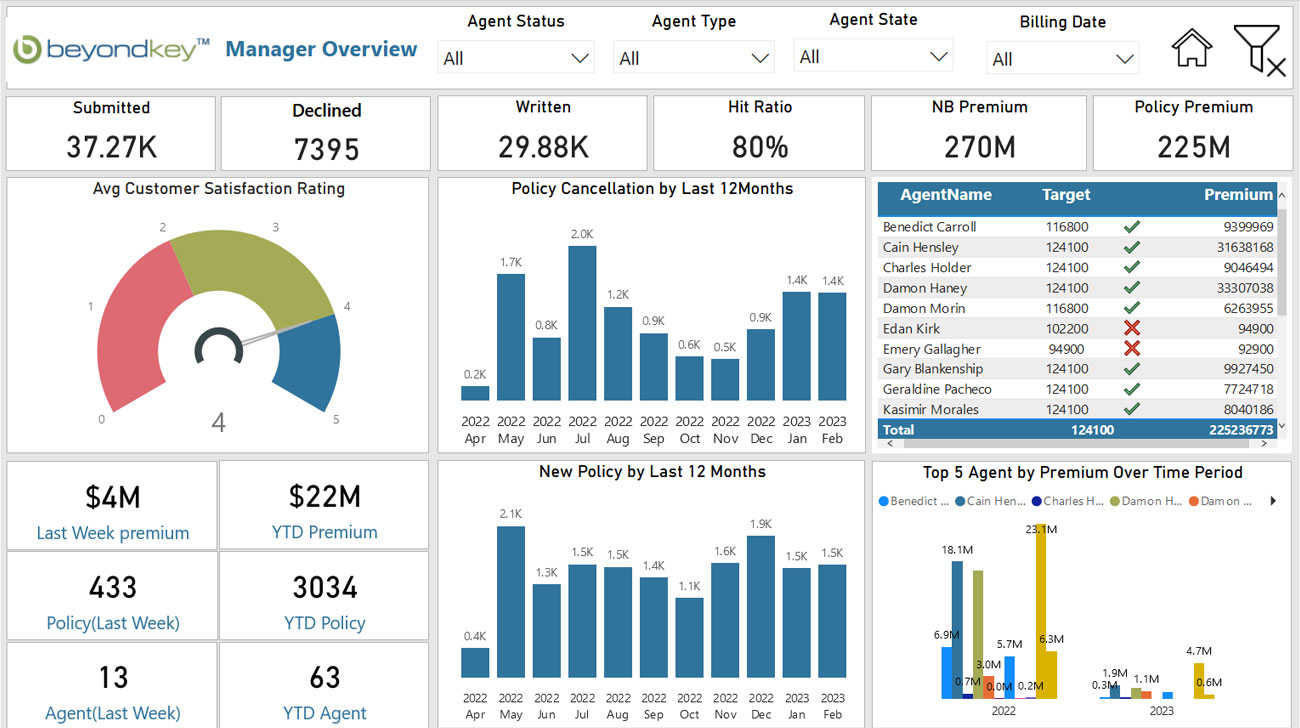 beyondkey™
Manager Overview
Agent Status
Agent Type
Agent State
Billing Date
All
All
All
All
Submitted
37.27K
Declined
7395
Written
29.88K
Hit Ratio
80%
NB Premium
270M
Policy Premium
225M
Avg Customer Satisfaction Rating
0
1
2
3
4
5
4
Policy Cancellation by Last 12Months
0.2K
1.7K
0.8K
2.0K
1.2K
0.9K
0.6K
0.5K
0.9K
1.4K
1.4K
2022 2022 2022 2022 2022 2022 2022 2022 2022 2023 2023
Apr May Jun Jul Aug Sep Oct Nov Dec Jan Feb
AgentName Target Premium
Benedict Carroll 116800 9399969
Cain Hensley 124100 31638168
Charles Holder 124100 9046494
Damon Haney 124100 33307038
Damon Morin 116800 6263955
Edan Kirk 102200 94900
Emery Gallagher 94900 92900
Gary Blankenship 124100 9927450
Geraldine Pacheco 124100 7724718
Kasimir Morales 124100 8040186
Total 124100 225236773
$4M
Last Week premium
$22M
YTD Premium
433
Policy(Last Week)
3034
YTD Policy
13
Agent(Last Week)
63
YTD Agent
New Policy by Last 12 Months
0.4K
2.1K
1.3K
1.5K
1.5K
1.4K
1.1K
1.6K
1.9K
1.5K
1.5K
2022 2022 2022 2022 2022 2022 2022 2022 2022 2023 2023
Apr May Jun Jul Aug Sep Oct Nov Dec Jan Feb
Top 5 Agent by Premium Over Time Period
Benedict ... Cain Hen... Charles H... Damon H... Damon ...
6.9M
18.1M
0.7M
3.0M
0.0M
5.7M
0.2M
23.1M
6.3M
0.3M
1.9M
1.1M
4.7M
0.6M
2022
2023